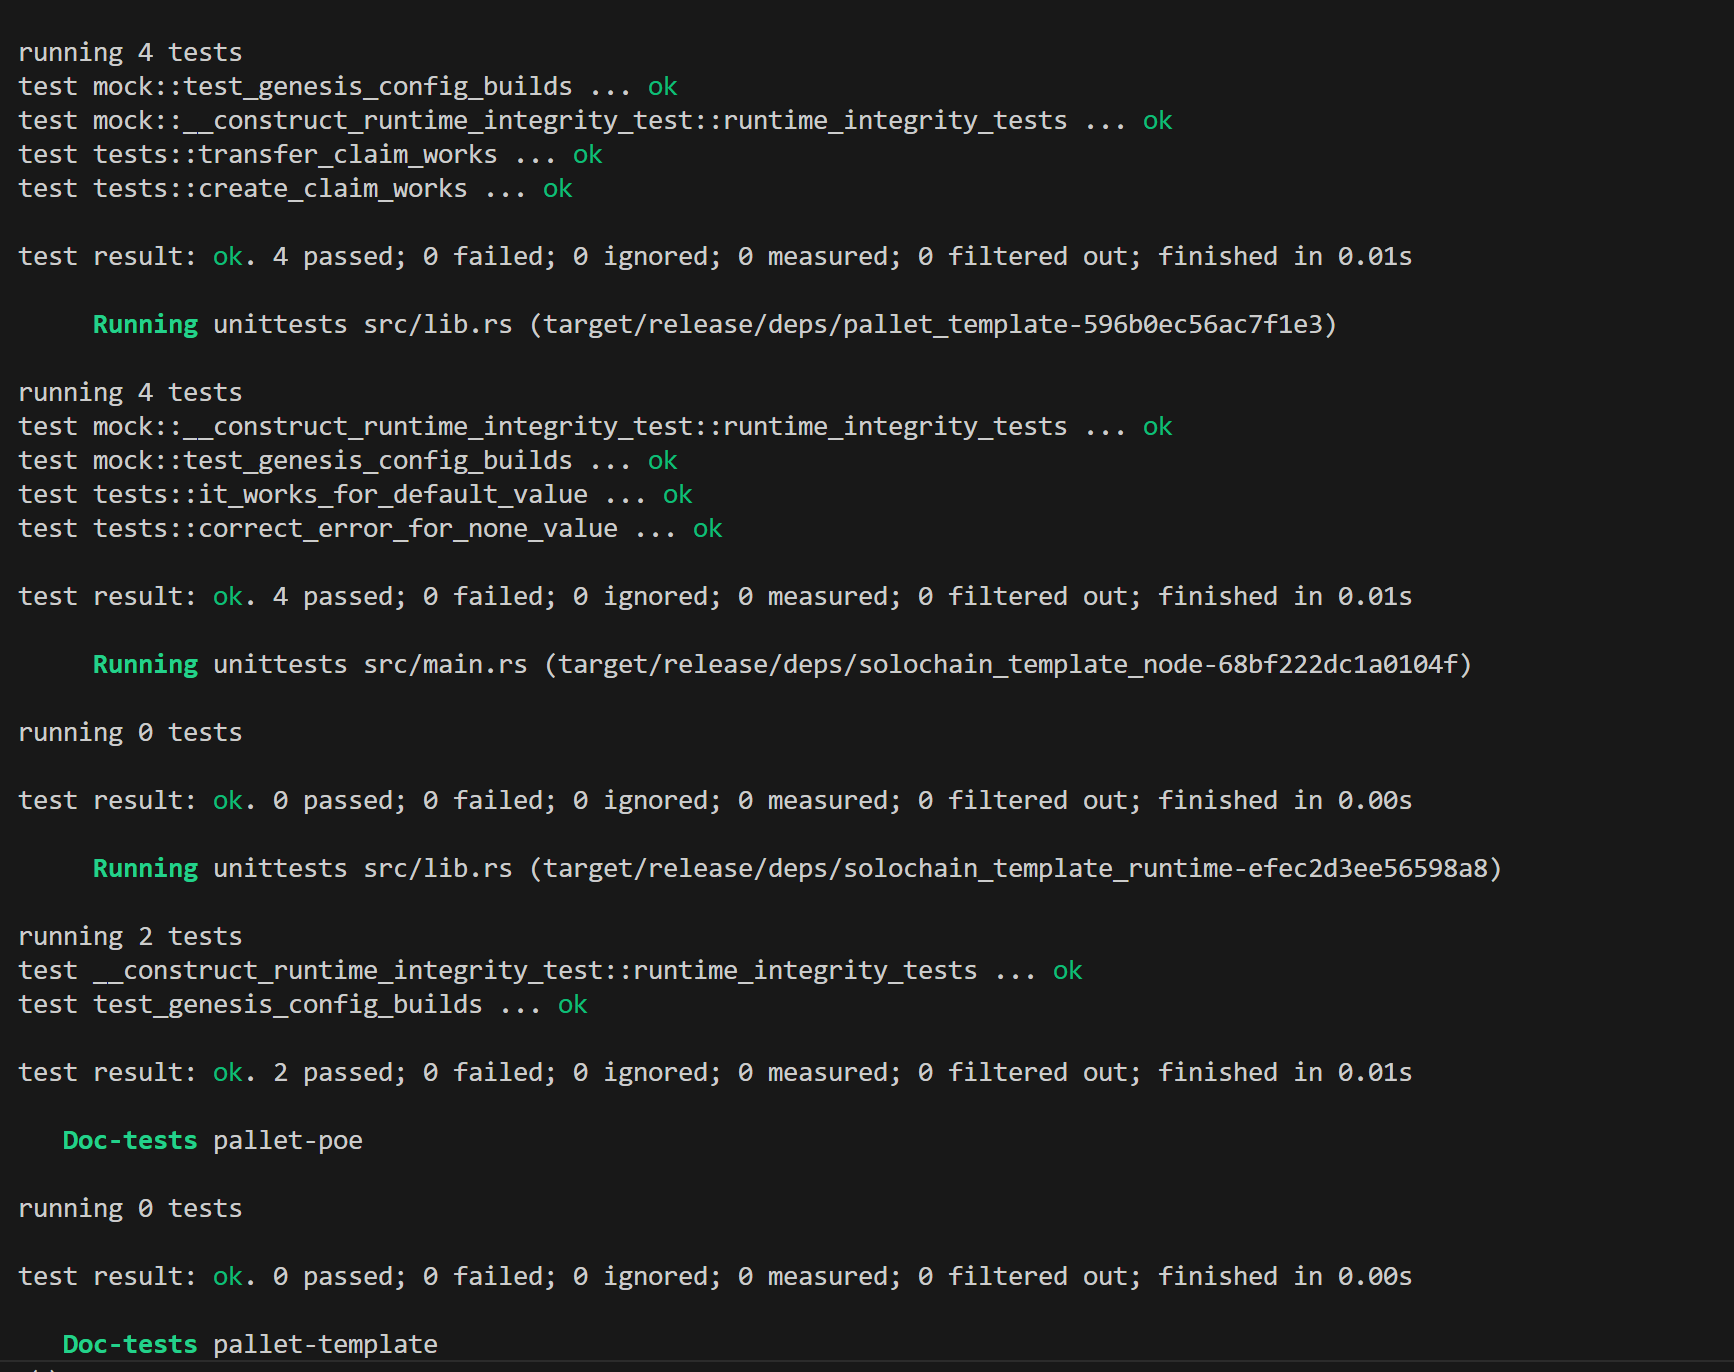 running 4 tests
test mock::test_genesis_config_builds ... ok
test mock::__construct_runtime_integrity_test::runtime_integrity_tests ... ok
test tests::transfer_claim_works ... ok
test tests::create_claim_works ... ok
test result: ok. 4 passed; 0 failed; 0 ignored; 0 measured; 0 filtered out; finished in 0.01s
Running unittests src/lib.rs (target/release/deps/pallet_template-596b0ec56ac7f1e3)
running 4 tests
test mock::__construct_runtime_integrity_test::runtime_integrity_tests ... ok
test mock::test_genesis_config_builds ... ok
test tests::it_works_for_default_value ... ok
test tests::correct_error_for_none_value ... ok
test result: ok. 4 passed; 0 failed; 0 ignored; 0 measured; 0 filtered out; finished in 0.01s
Running unittests src/main.rs (target/release/deps/solochain_template_node-68bf222dc1a0104f)
running 0 tests
test result: ok. 0 passed; 0 failed; 0 ignored; 0 measured; 0 filtered out; finished in 0.00s
Running unittests src/lib.rs (target/release/deps/solochain_template_runtime-efec2d3ee56598a8)
running 2 tests
test __construct_runtime_integrity_test::runtime_integrity_tests ... ok
test test_genesis_config_builds ... ok
test result: ok. 2 passed; 0 failed; 0 ignored; 0 measured; 0 filtered out; finished in 0.01s
Doc-tests pallet-poe
running 0 tests
test result: ok. 0 passed; 0 failed; 0 ignored; 0 measured; 0 filtered out; finished in 0.00s
Doc-tests pallet-template